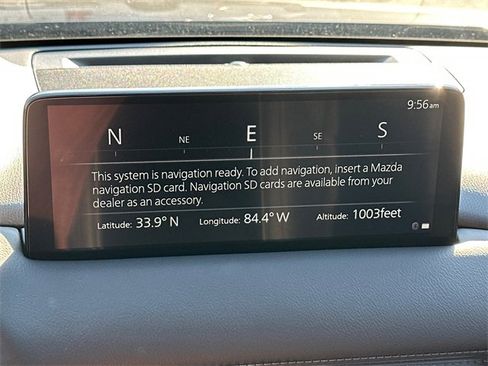 9:56am
N NE E SE S
This system is navigation ready. To add navigation, insert a Mazda
navigation SD card. Navigation SD cards are available from your
dealer as an accessory.
Latitude: 33.9° N Longitude: 84.4° W Altitude: 1003feet